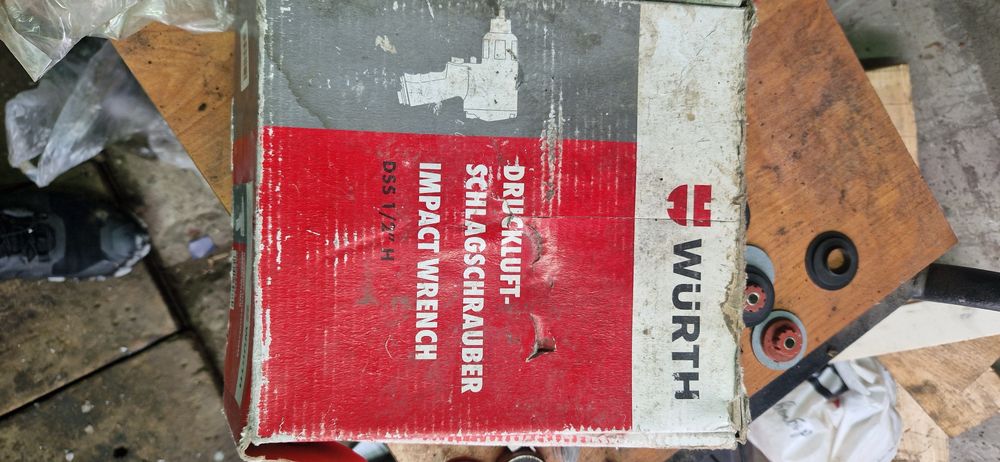 WÜRTH
DRUCKLUFT-
SCHLAGSCHRAUBER
IMPACT WRENCH
DSS 1/2" H